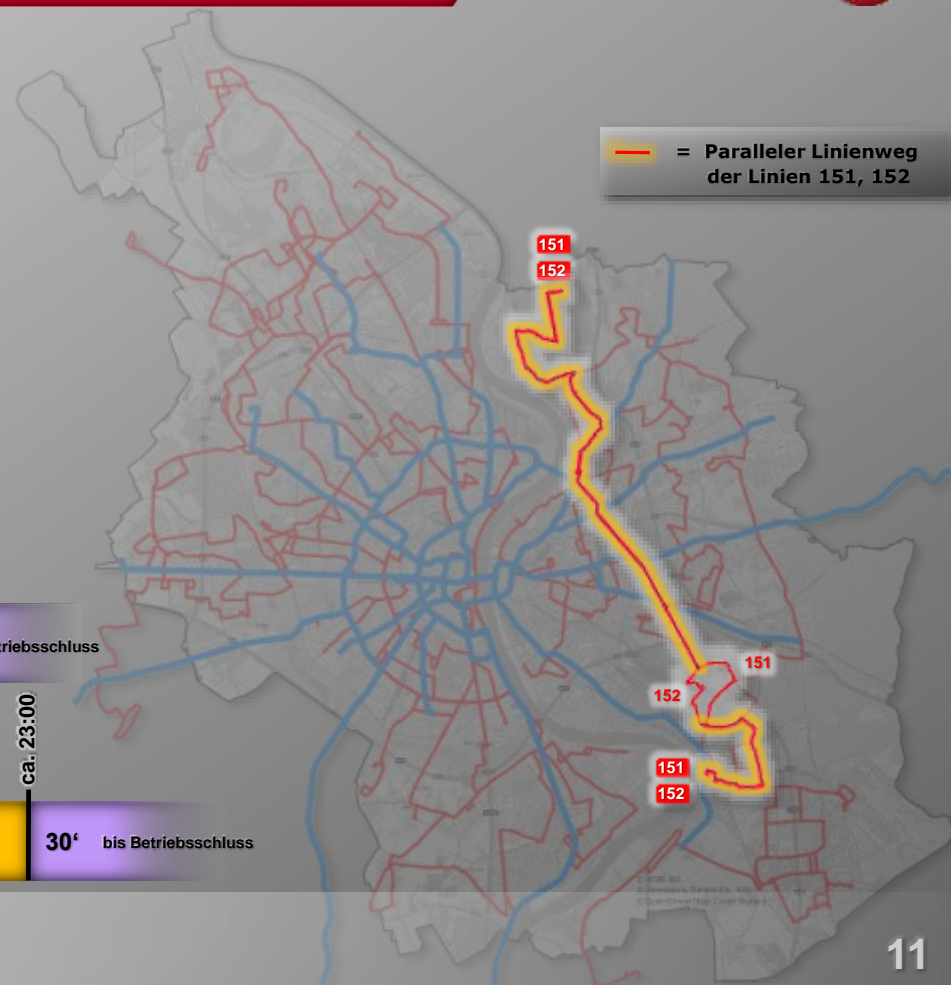 = Paralleler Linienweg
der Linien 151, 152
151
152
151
152
151
152
triebsschluss
ca. 23:00
30‘ bis Betriebsschluss
11